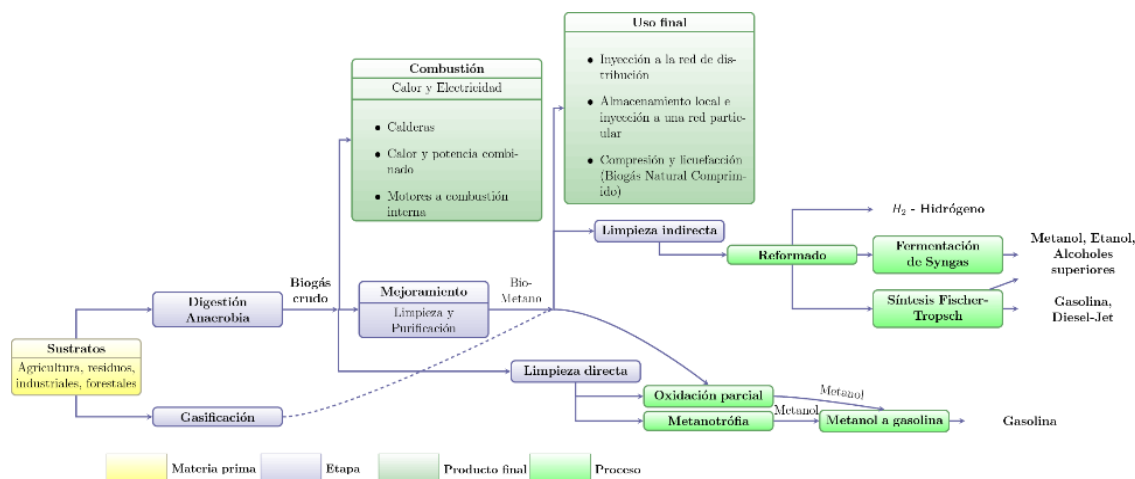 Uso final
Inyección a la red de dis-
tribución
Almacenamiento local e
inyección a una red particu-
lar
Compresión y licuefacción
(Biogás Natural Comprim-
ido)
Combustión
Calor y Electricidad
Calderas
Calor y potencia combi-
nado
Motores a combustión
interna
H2 - Hidrógeno
Limpieza indirecta
Reformado
Fermentación
de Syngas
Metanol, Etanol,
Alcoholes
superiores
Síntesis Fischer-
Tropsch
Gasolina,
Diesel-Jet
Digestión
Anaerobia
Biogás
crudo
Mejoramiento
Limpieza y
Purificación
Bio-
Metano
Sustratos
Agricultura, residuos,
industriales, forestales
Gasificación
Limpieza directa
Oxidación parcial
Metanol
Metanotrófia
Metanol
Metanol a gasolina
Gasolina
Materia prima
Etapa
Producto final
Proceso